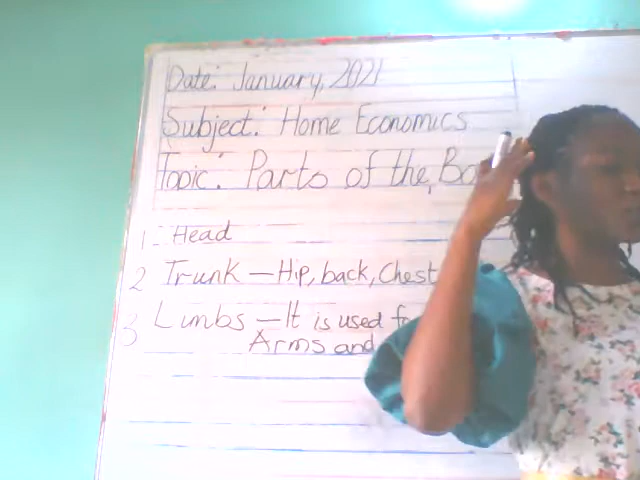 Date: January, 2021
Subject: Home Economics
Topic: Parts of the
1 - Head
2 Trunk - Hip, back, Chest
3 Limbs - It is used
Arms and